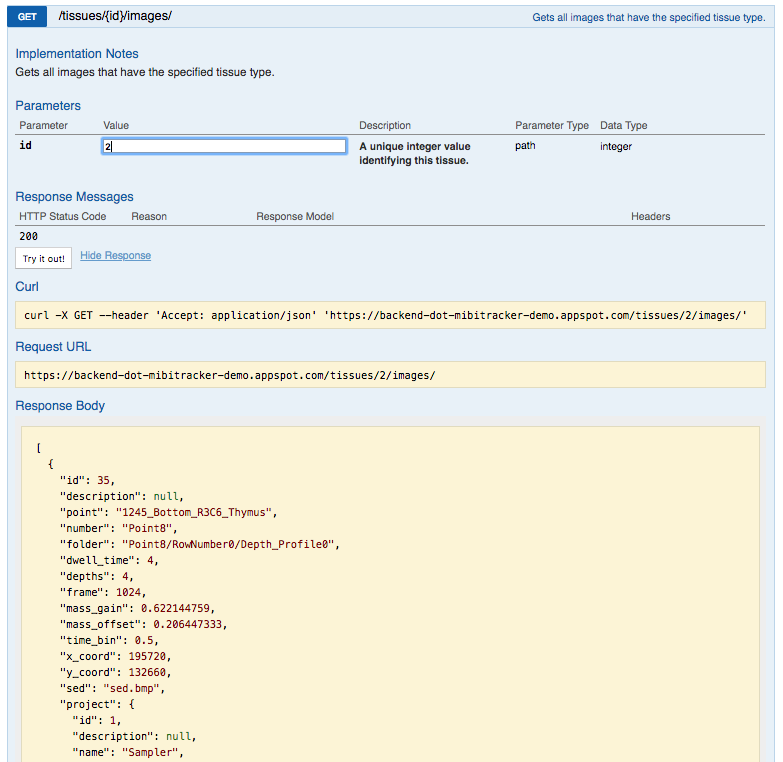 GET /tissues/{id}/images/ Gets all images that have the specified tissue type.
Implementation Notes
Gets all images that have the specified tissue type.
Parameters
Parameter Value Description Parameter Type Data Type
id 2 A unique integer value path integer
identifying this tissue.
Response Messages
HTTP Status Code Reason Response Model Headers
200
Try it out! Hide Response
Curl
curl -X GET --header 'Accept: application/json' 'https://backend-dot-mibitracker-demo.appspot.com/tissues/2/images/'
Request URL
https://backend-dot-mibitracker-demo.appspot.com/tissues/2/images/
Response Body
[
{
"id": 35,
"description": null,
"point": "1245_Bottom_R3C6_Thymus",
"number": "Point8",
"folder": "Point8/RowNumber0/Depth_Profile0",
"dwell_time": 4,
"depths": 4,
"frame": 1024,
"mass_gain": 0.622144759,
"mass_offset": 0.206447333,
"time_bin": 0.5,
"x_coord": 195720,
"y_coord": 132660,
"sed": "sed.bmp",
"project": {
"id": 1,
"description": null,
"name": "Sampler",